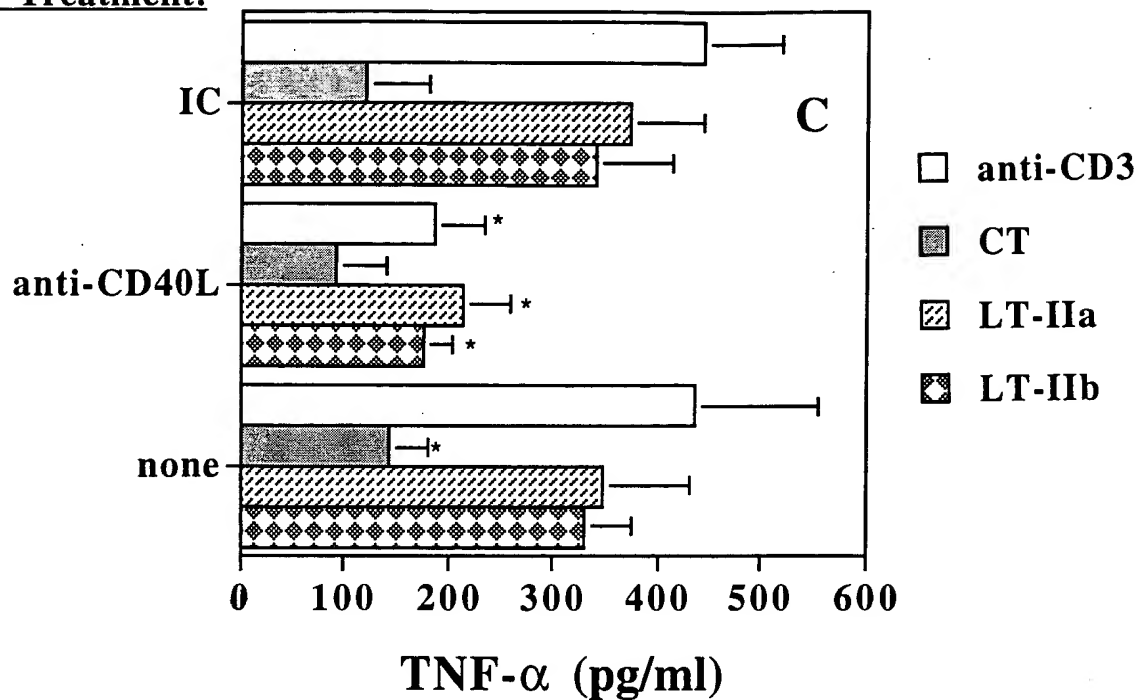 Treatment:
C
IC
anti-CD40L
none
*
*
*
*
0 100 200 300 400 500 600
TNF-α (pg/ml)
anti-CD3
CT
LT-IIa
LT-IIb